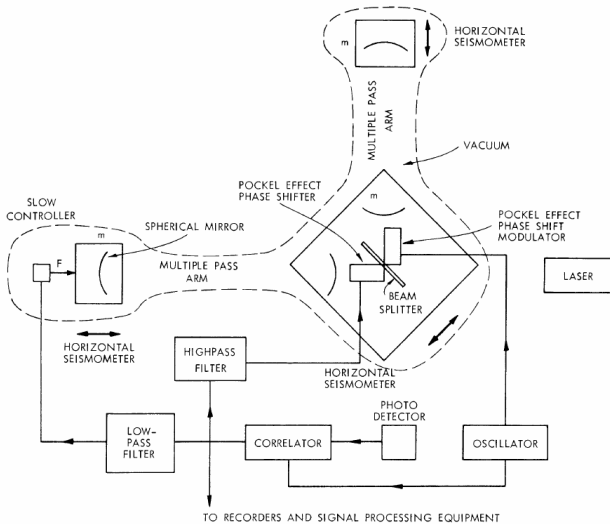 HORIZONTAL
SEISMOMETER
m
MULTIPLE PASS
ARM
VACUUM
POCKEL EFFECT
PHASE SHIFTER
m
SLOW
CONTROLLER
m
SPHERICAL MIRROR
POCKEL EFFECT
PHASE SHIFT
MODULATOR
F
MULTIPLE PASS
ARM
LASER
BEAM
SPLITTER
HORIZONTAL
SEISMOMETER
HIGHPASS
FILTER
HORIZONTAL
SEISMOMETER
PHOTO
DETECTOR
LOW-
PASS
FILTER
CORRELATOR
OSCILLATOR
TO RECORDERS AND SIGNAL PROCESSING EQUIPMENT